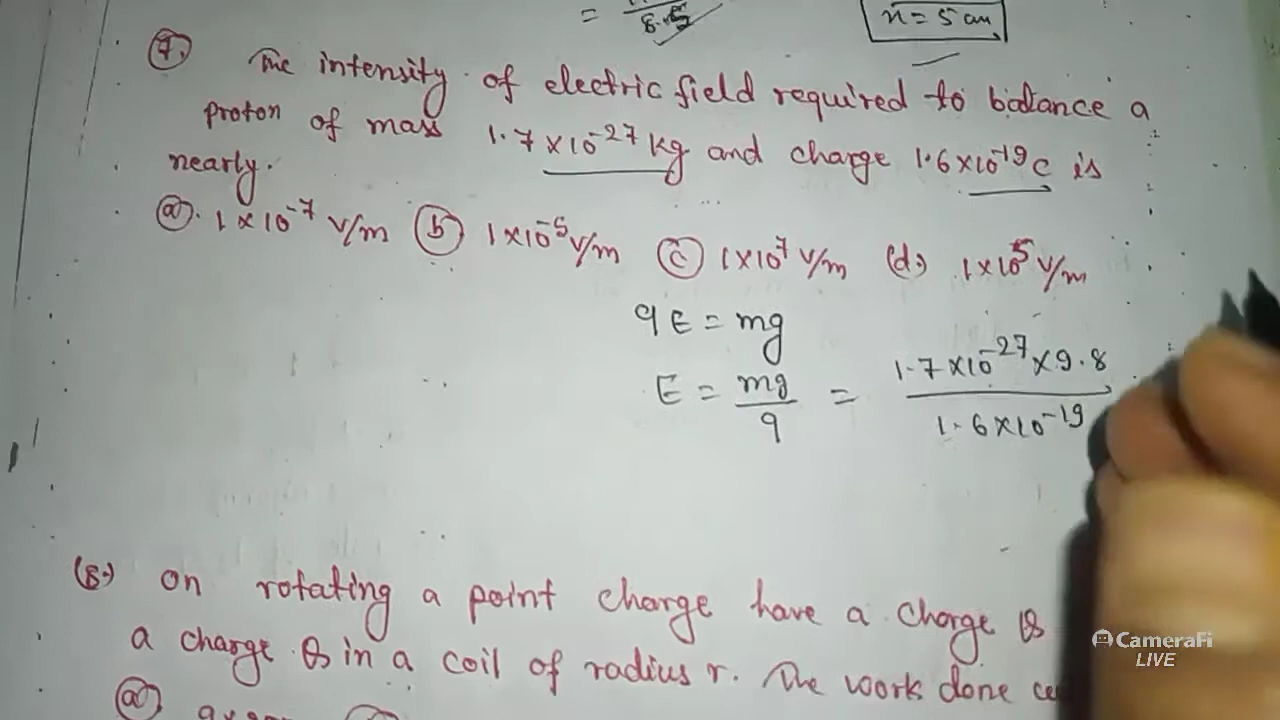 = 8.
x = 5 cm
7. The intensity of electric field required to balance a
proton of mass 1.7×10⁻²⁷ kg and charge 1.6×10⁻¹⁹C is
nearly.
(a). 1×10⁻⁷ v/m (b) 1×10⁻⁵ v/m (c) 1×10⁷ v/m (d.) 1×10⁵ v/m
qE = mg
E = mg/q = 1.7×10⁻²⁷×9.8/1.6×10⁻¹⁹
(8.) On rotating a point charge have a charge Q
a charge Q in a coil of radius r. The work done
(a)
CameraFi
LIVE